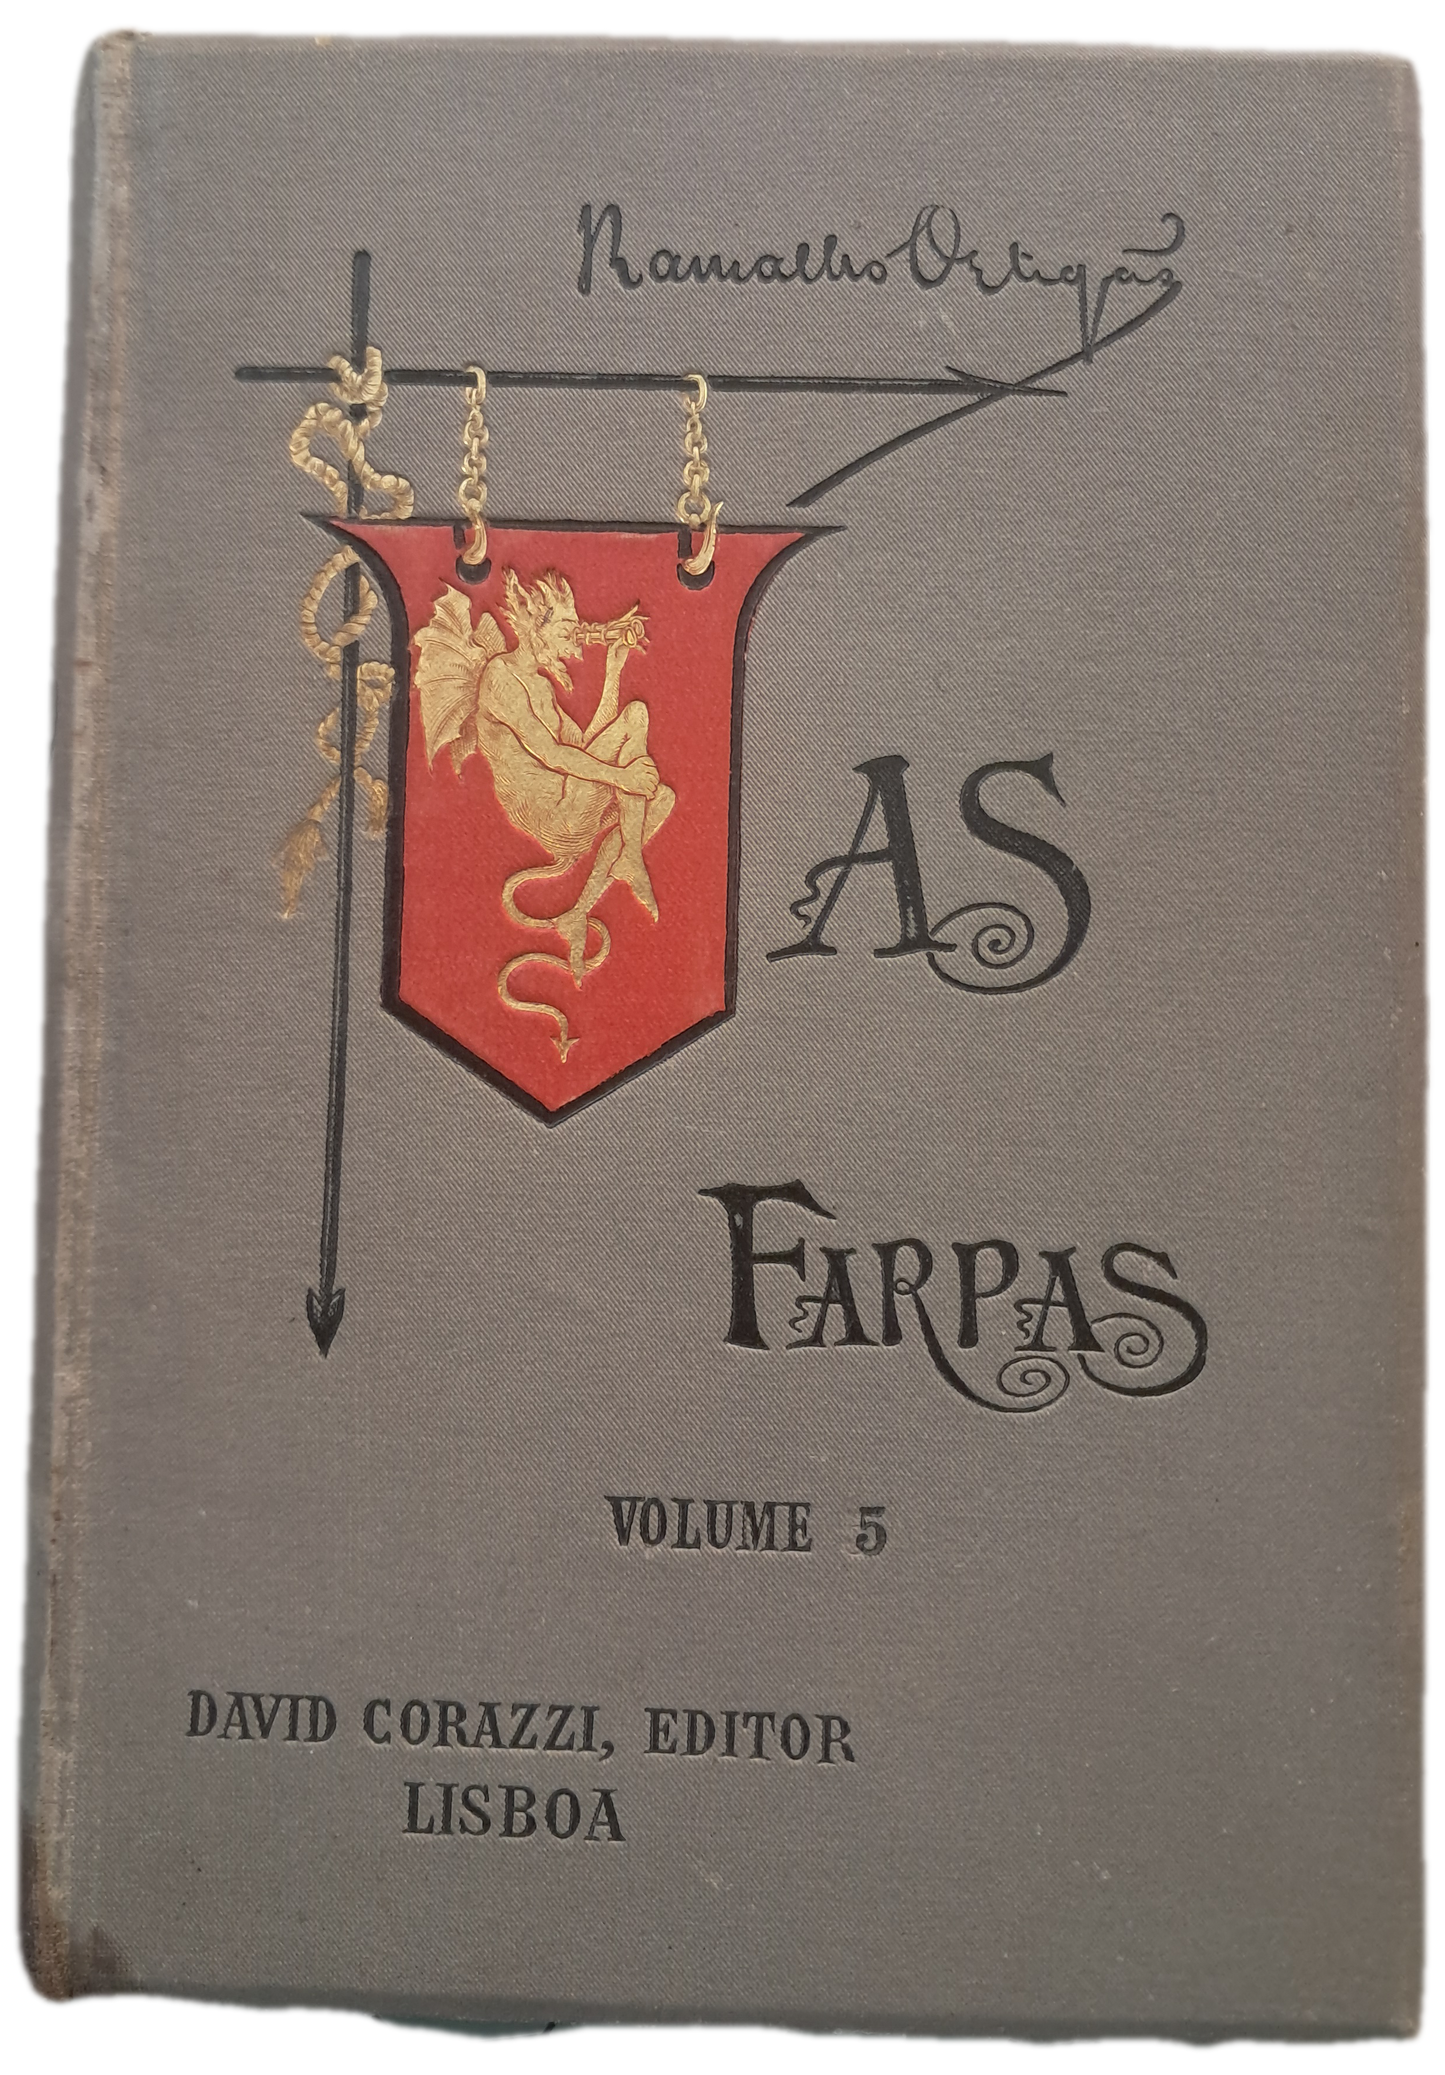 Ramalho Ortigão
AS
FARPAS
VOLUME 5
DAVID CORAZZI, EDITOR
LISBOA